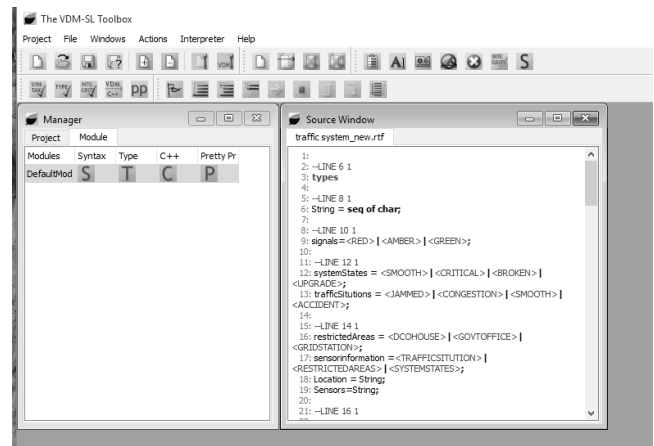 The VDM-SL Toolbox
Project File Windows Actions Interpreter Help
Manager
Project Module
Modules Syntax Type C++ Pretty Pr
DefaultMod S T C P
Source Window
traffic system_new.rtf
1:
2: --LINE 6 1
3: types
4:
5: --LINE 8 1
6: String = seq of char;
7:
8: --LINE 10 1
9: signals=<RED>|<AMBER>|<GREEN>;
10:
11: --LINE 12 1
12: systemStates = <SMOOTH>|<CRITICAL>|<BROKEN>|
<UPGRADE>;
13: trafficSitutions = <JAMMED>|<CONGESTION>|<SMOOTH>|
<ACCIDENT>;
14:
15: --LINE 14 1
16: restrictedAreas = <DCOHOUSE>|<GOVTOFFICE>|
<GRIDSTATION>;
17: sensorinformation =<TRAFFICSITUTION>|
<RESTRICTEDAREAS>|<SYSTEMSTATES>;
18: Location = String;
19: Sensors=String;
20:
21: --LINE 16 1